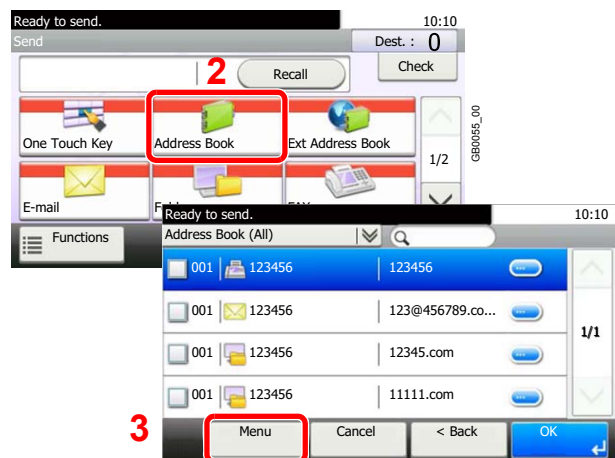 Ready to send. 10:10
Send Dest. : 0
2 Recall Check
One Touch Key Address Book Ext Address Book
1/2
GB0055_00
E-mail
Functions
Ready to send. 10:10
Address Book (All)
001 123456 123456
001 123456 123@456789.co...
1/1
001 123456 12345.com
001 123456 11111.com
3 Menu Cancel < Back OK